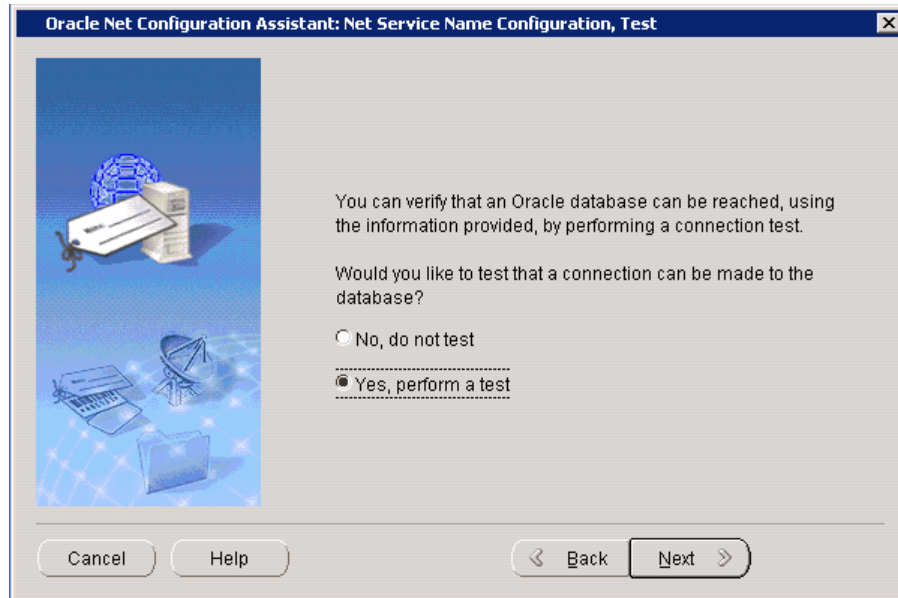 Oracle Net Configuration Assistant: Net Service Name Configuration, Test
You can verify that an Oracle database can be reached, using
the information provided, by performing a connection test.
Would you like to test that a connection can be made to the
database?
No, do not test
Yes, perform a test
Cancel
Help
Back
Next